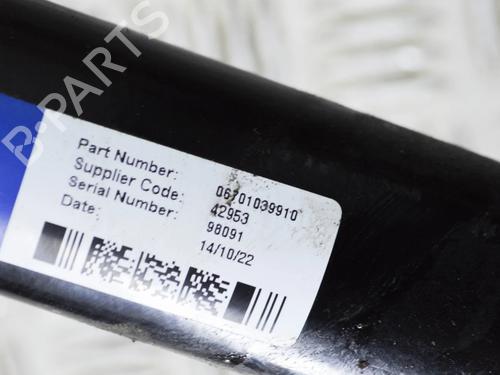 B-PARTS
Part Number: 06701039910
Supplier Code: 42953
Serial Number: 98091
Date: 14/10/22